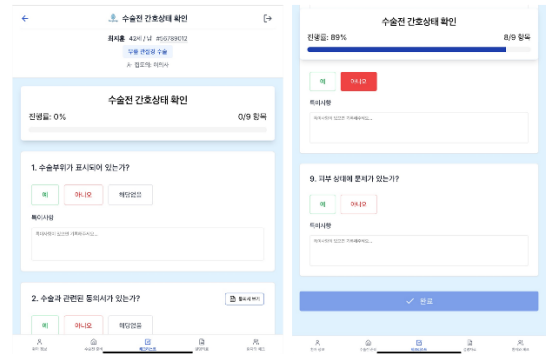 수술전 간호상태 확인
최지훈 42세 / 남 #56789012
무릎 관절경 수술
수술전 간호상태 확인
진행률: 0% 0/9 항목
1. 수술부위가 표시되어 있는가?
예 아니오 해당없음
특이사항
2. 수술과 관련된 동의서가 있는가?
예 아니오 해당없음
수술전 간호상태 확인
진행률: 89% 8/9 항목
예 아니오
특이사항
9. 피부 상태에 문제가 있는가?
예 아니오
특이사항
완료